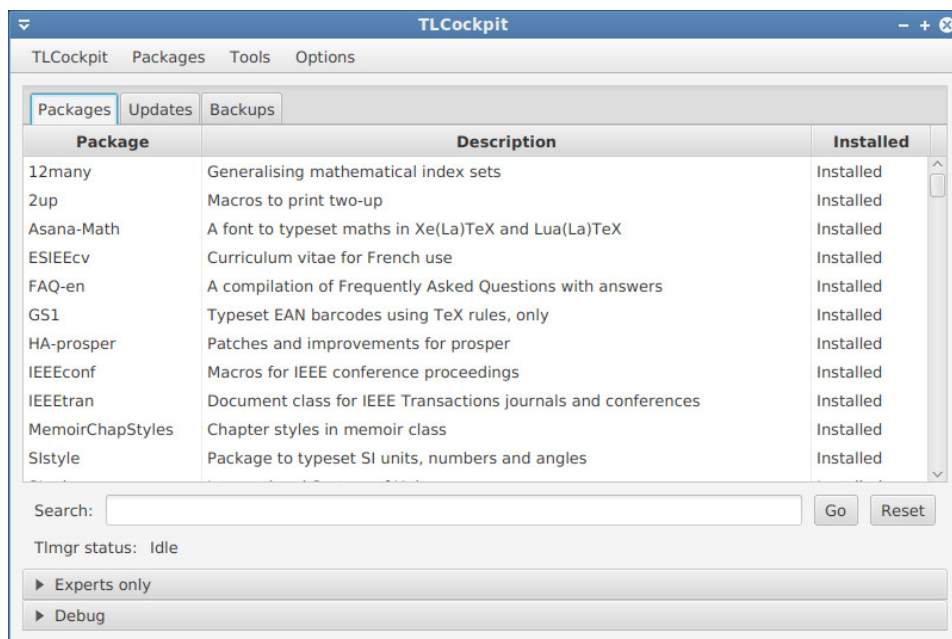 TLCockpit
TLCockpit Packages Tools Options
Packages Updates Backups
Package Description Installed
12many Generalising mathematical index sets Installed
2up Macros to print two-up Installed
Asana-Math A font to typeset maths in Xe(La)TeX and Lua(La)TeX Installed
ESIEEcv Curriculum vitae for French use Installed
FAQ-en A compilation of Frequently Asked Questions with answers Installed
GS1 Typeset EAN barcodes using TeX rules, only Installed
HA-prosper Patches and improvements for prosper Installed
IEEEconf Macros for IEEE conference proceedings Installed
IEEEtran Document class for IEEE Transactions journals and conferences Installed
MemoirChapStyles Chapter styles in memoir class Installed
SIstyle Package to typeset SI units, numbers and angles Installed
Search: Go Reset
Tlmgr status: Idle
Experts only
Debug